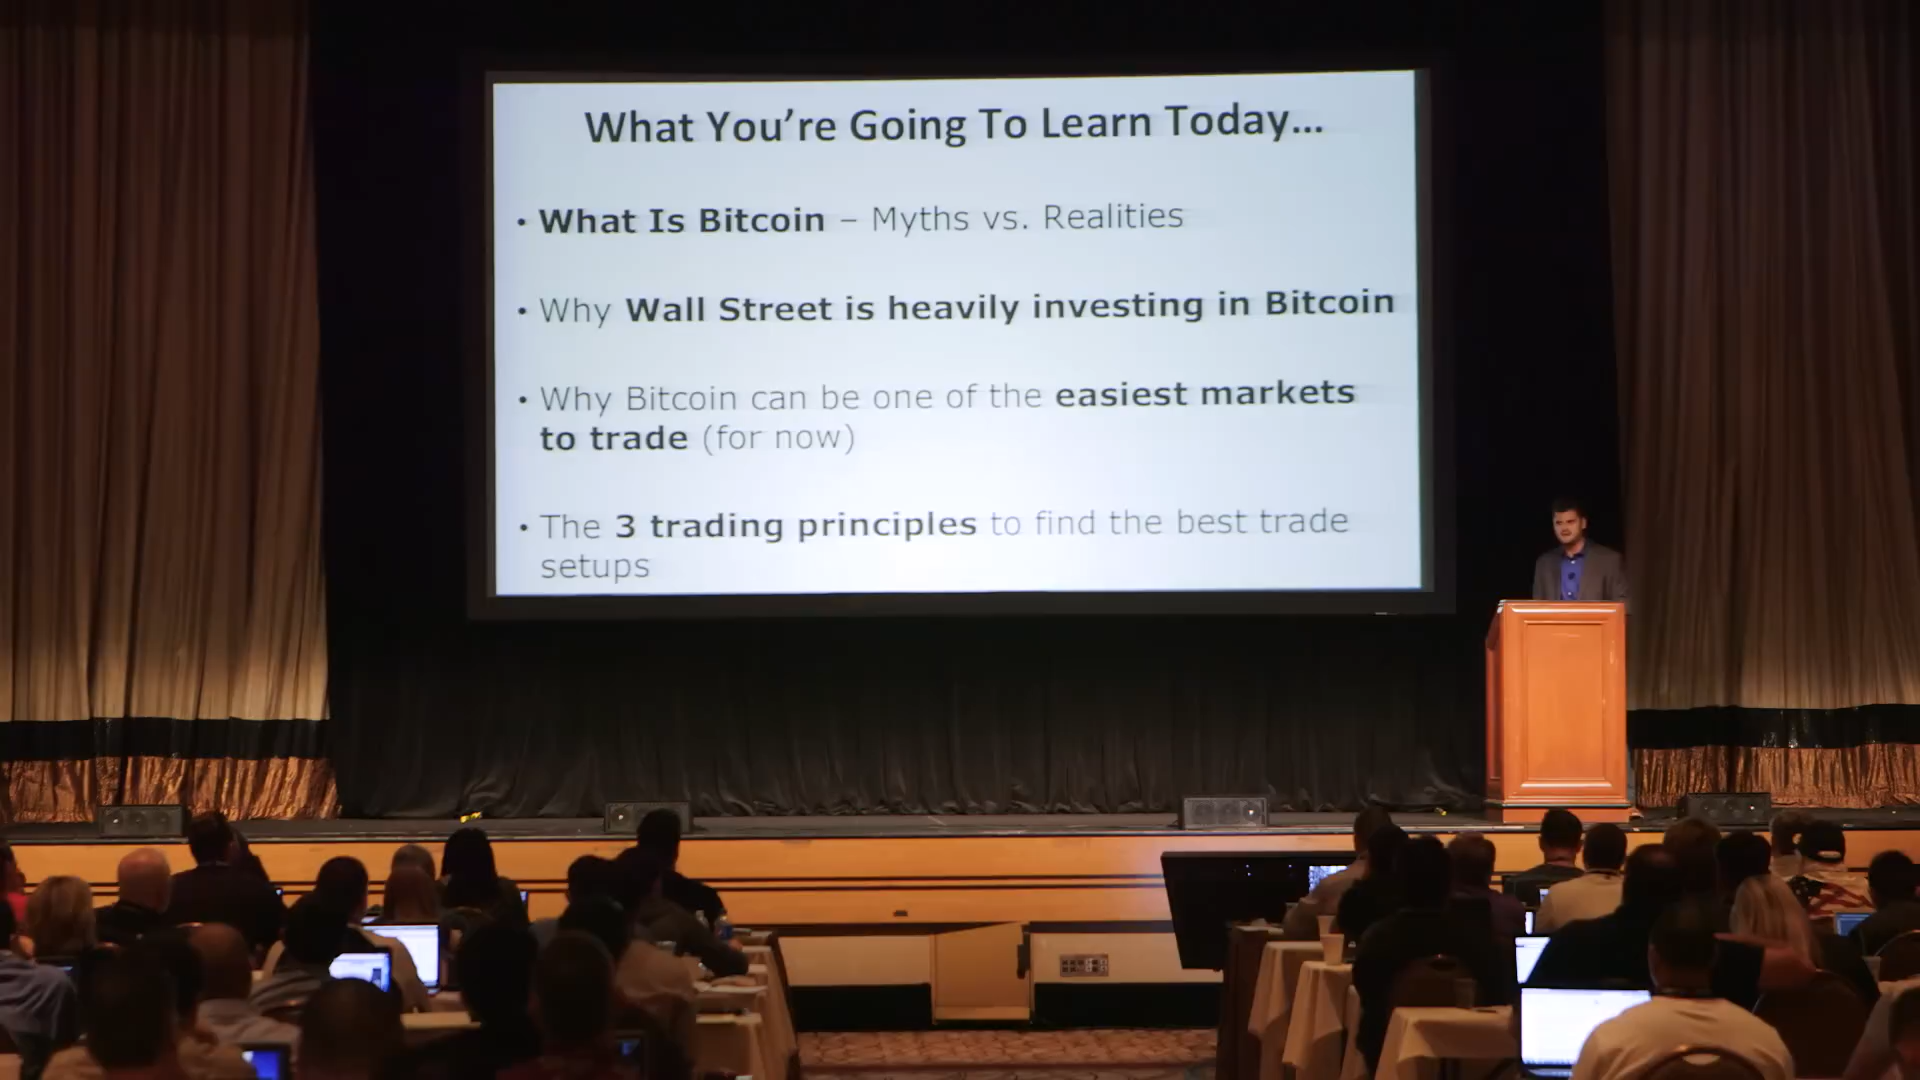 What You're Going To Learn Today...
• What Is Bitcoin – Myths vs. Realities
• Why Wall Street is heavily investing in Bitcoin
• Why Bitcoin can be one of the easiest markets
to trade (for now)
• The 3 trading principles to find the best trade
setups